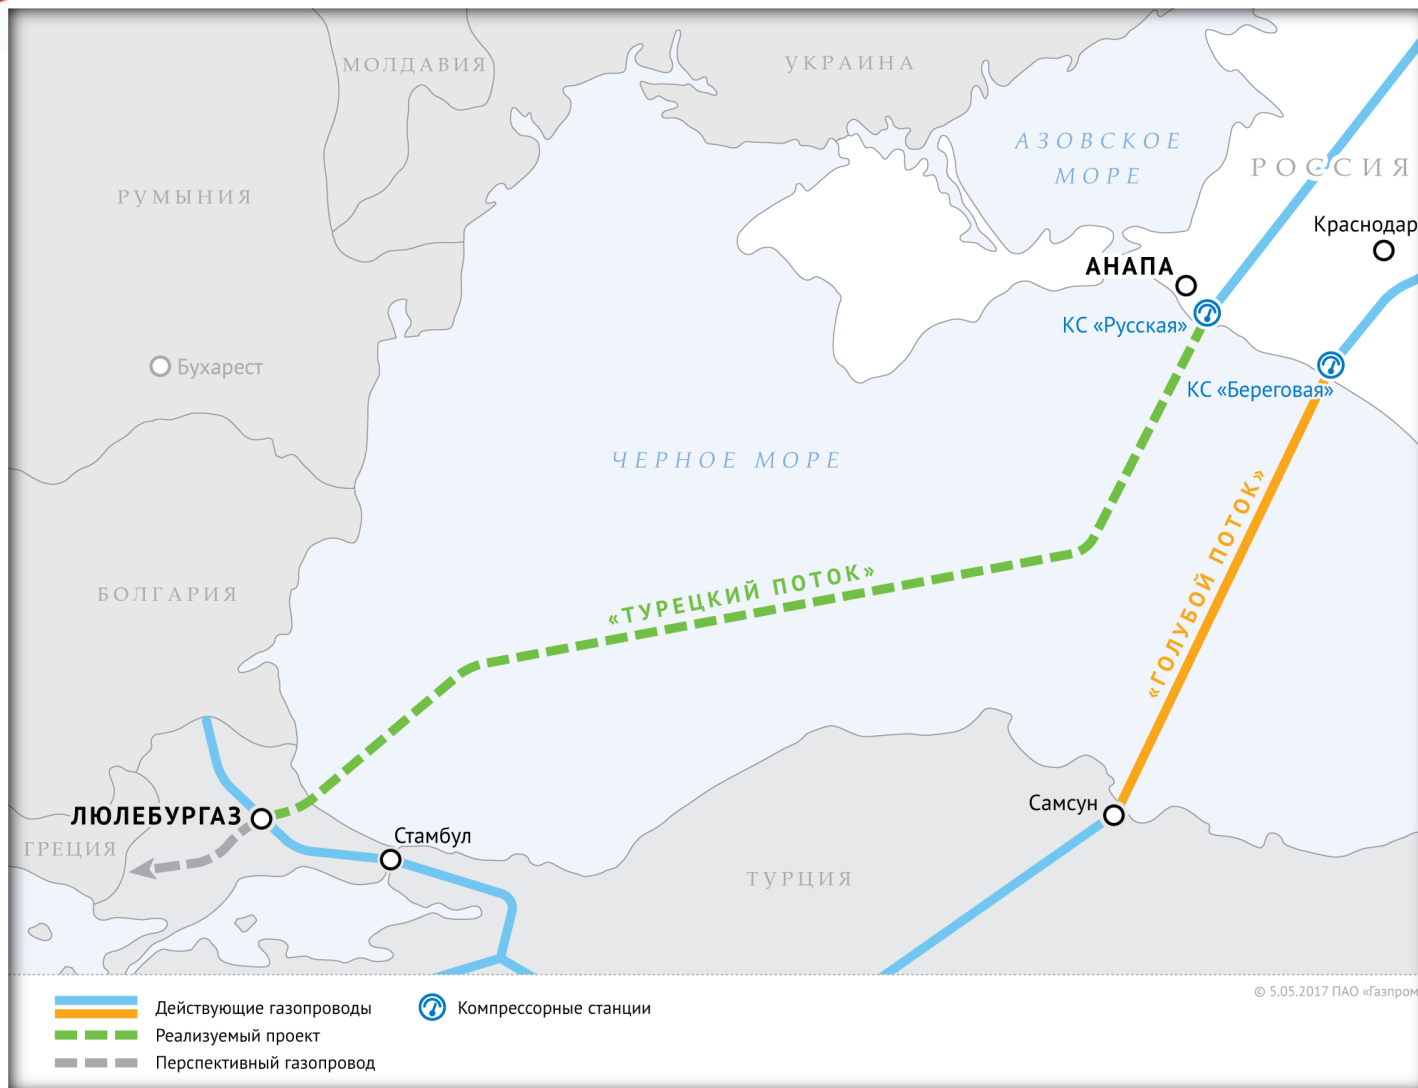 МОЛДАВИЯ
УКРАИНА
АЗОВСКОЕ
МОРЕ
РОССИЯ
РУМЫНИЯ
Краснодар
АНАПА
КС «Русская»
Бухарест
КС «Береговая»
ЧЕРНОЕ МОРЕ
«ГОЛУБОЙ ПОТОК»
«ТУРЕЦКИЙ ПОТОК»
БОЛГАРИЯ
ЛЮЛЕБУРГАЗ
Самсун
Стамбул
ГРЕЦИЯ
ТУРЦИЯ
© 5.05.2017 ПАО «Газпром
Действующие газопроводы
Компрессорные станции
Реализуемый проект
Перспективный газопровод